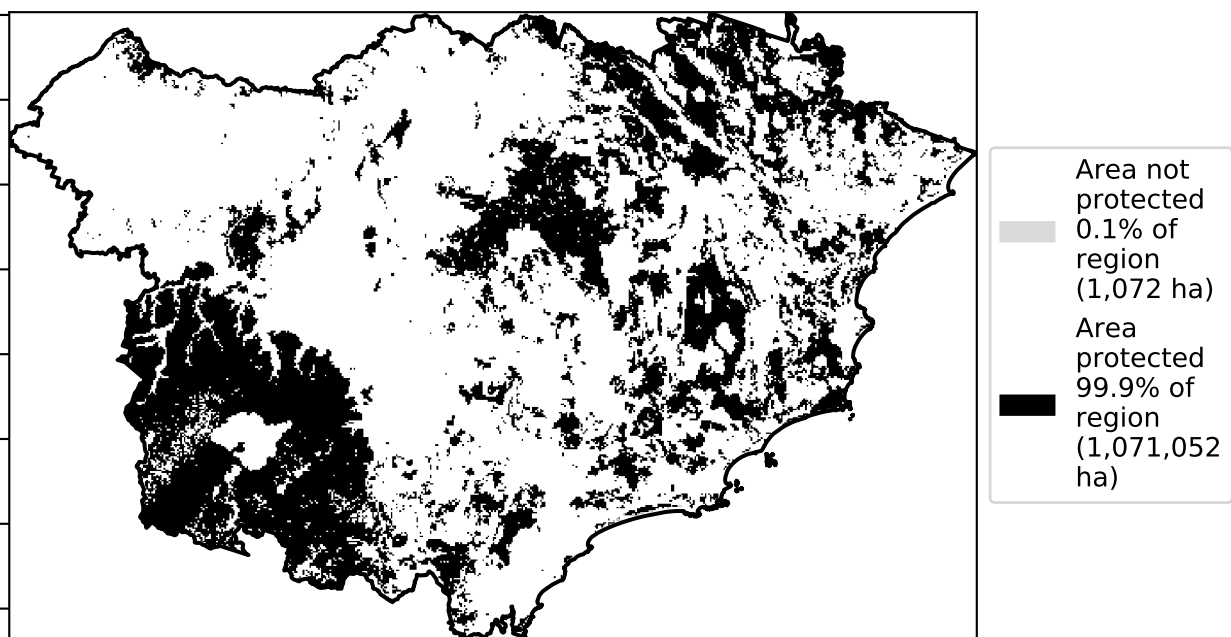 Area not
protected
0.1% of
region
(1,072 ha)
Area
protected
99.9% of
region
(1,071,052
ha)